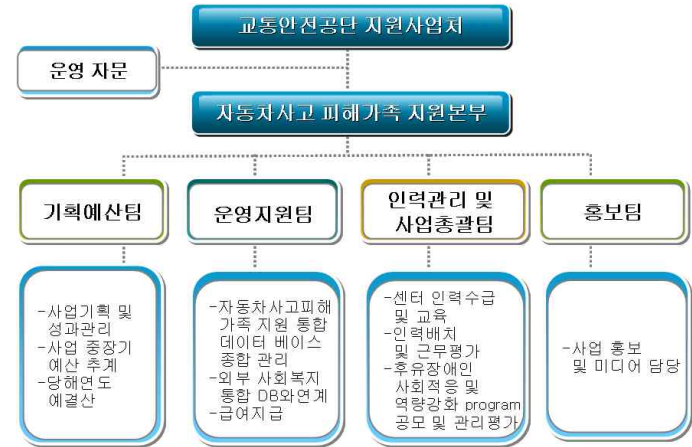 교통안전공단 지원사업처
운영 자문
자동차사고 피해가족 지원본부
기획예산팀
운영지원팀
인력관리 및
사업총괄팀
홍보팀
-사업기획 및
성과관리
-사업 중장기
예산 추계
-당해연도
예결산
-자동차사고피해
가족 지원 통합
데이터 베이스
종합 관리
-외부 사회복지
통합 DB와연계
-급여지급
-센터 인력수급
및 교육
-인력배치
및 근무평가
-후유장애인
사회적응 및
역량강화 program
공모 및 관리평가
-사업 홍보
및 미디어 담당